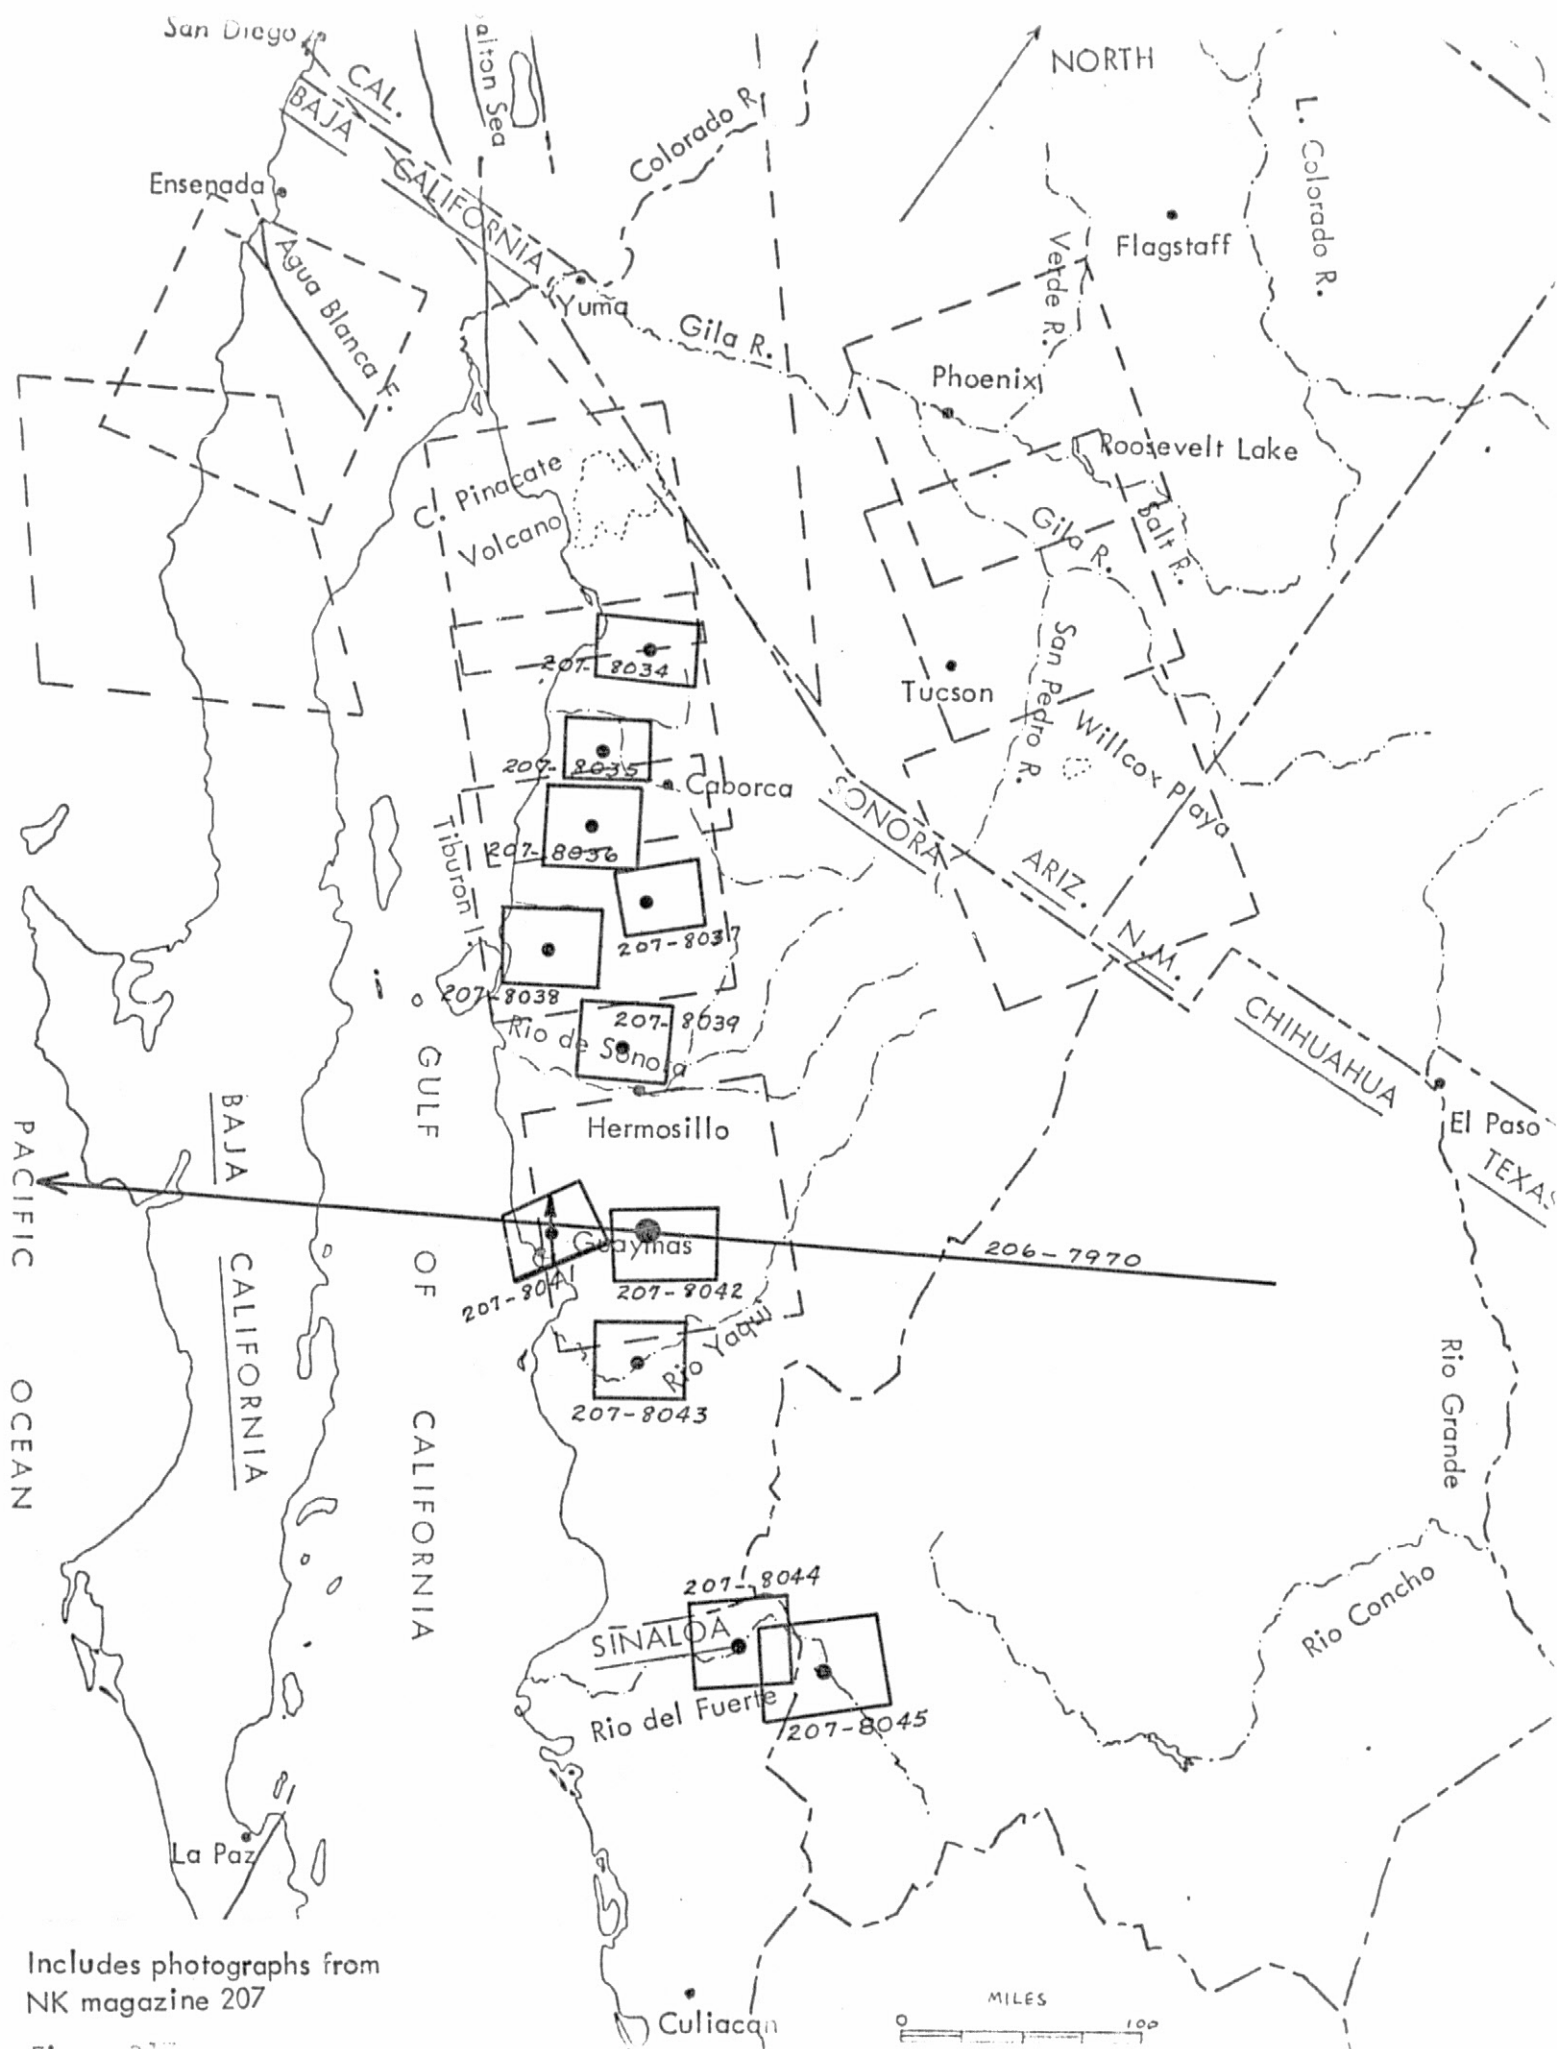 San Diego
CAL.
BAJA
alton Sea
Colorado R.
NORTH
L. Colorado R.
Ensenada
CALIFORNIA
Verde R.
Flagstaff
Agua Blanca F.
Yuma
Gila R.
Phoenix
Roosevelt Lake
C. Pinacate
Volcano
Gila R.
Salt R.
207-8034
San Pedro R.
Tucson
Willcox Playa
207-8035
Caborca
SONORA
Tiburon I.
207-8036
ARIZ.
207-8037
N.M.
207-8038
207-8039
Rio de Sonora
CHIHUAHUA
GULF
OF
CALIFORNIA
BAJA
CALIFORNIA
PACIFIC
OCEAN
Hermosillo
El Paso
TEXAS
Guaymas
206-7970
207-8041
207-8042
Rio Yaqui
207-8043
Rio Grande
207-8044
SINALOA
Rio Concho
Rio del Fuerte
207-8045
La Paz
Includes photographs from
NK magazine 207
Culiacan
MILES
0 100